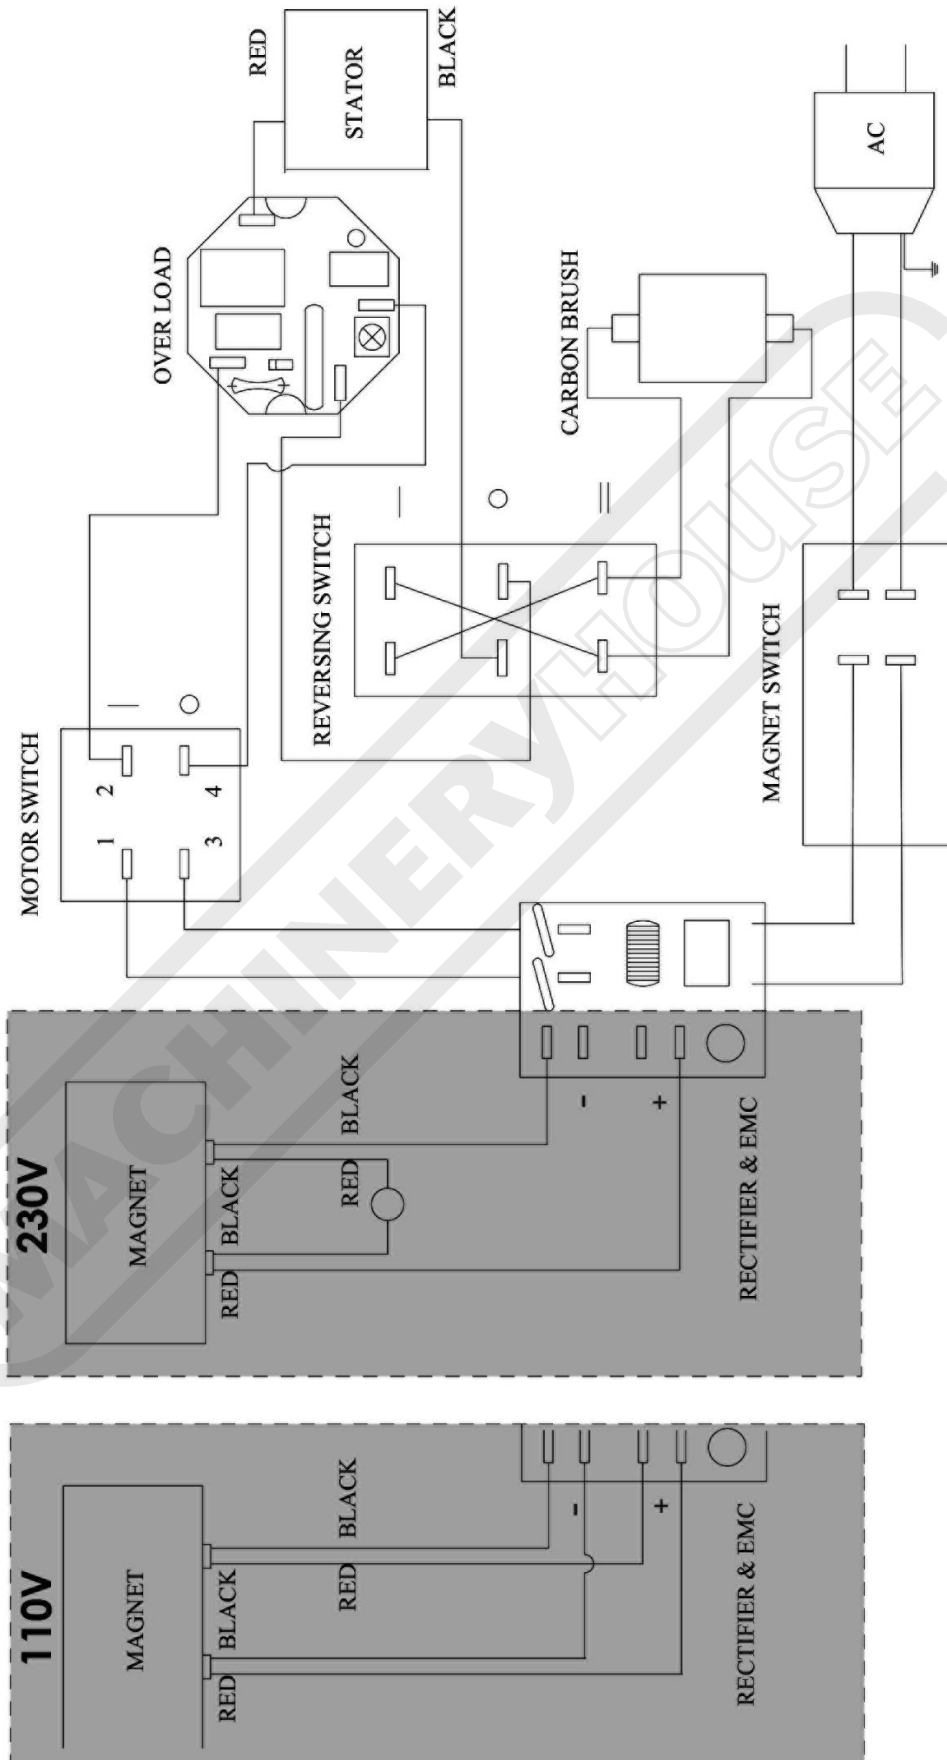 RED
STATOR
BLACK
AC
OVER LOAD
CARBON BRUSH
REVERSING SWITCH
MOTOR SWITCH
1
2
3
4
MAGNET SWITCH
230V
MAGNET
RED
BLACK
RED
BLACK
-
+
RECTIFIER & EMC
110V
MAGNET
RED
BLACK
RED
BLACK
-
+
RECTIFIER & EMC
MACHINERYHOUSE